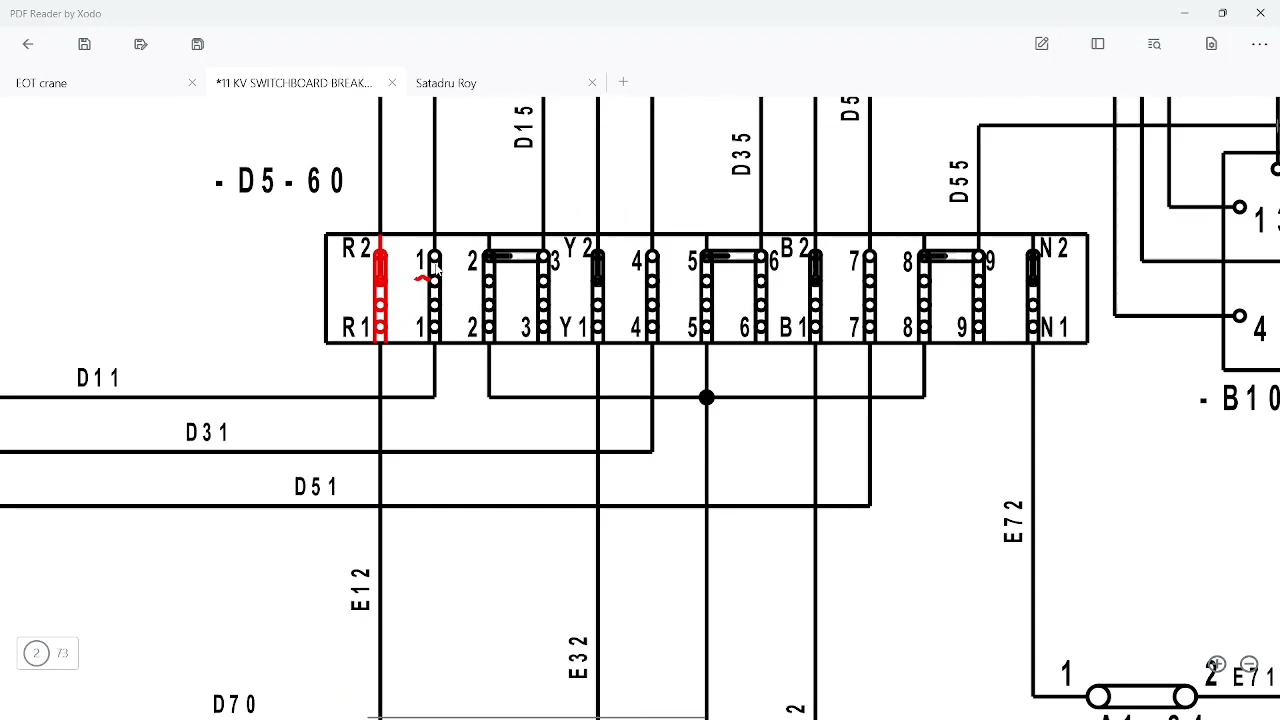 PDF Reader by Xodo
EOT crane
*11 KV SWITCHBOARD BREAK...
Satadru Roy
D15
D35
D5
D55
- D5-60
R2 1 2 3 Y2 4 5 6 B2 7 8 9 N2
R1 1 2 3 Y1 4 5 6 B1 7 8 9 N1
4
- B10
D11
D31
D51
E72
E12
E32
2 73
1 2 E71
D70
2